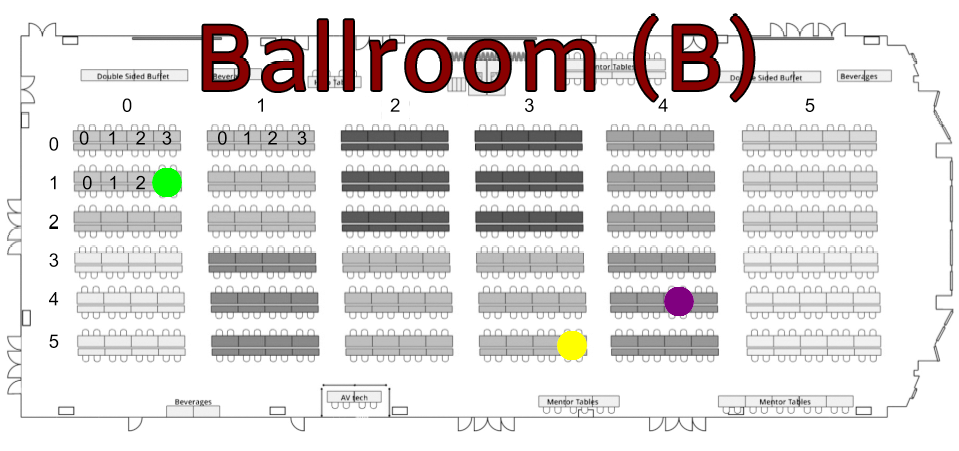 Ballroom (B)
Double Sided Buffet
Mentor Tables
Double Sided Buffet
Beverages
0 1 2 3 4 5
0 0 1 2 3 0 1 2 3
1 0 1 2
2
3
4
5
Beverages
AV tech
Mentor Tables
Mentor Tables